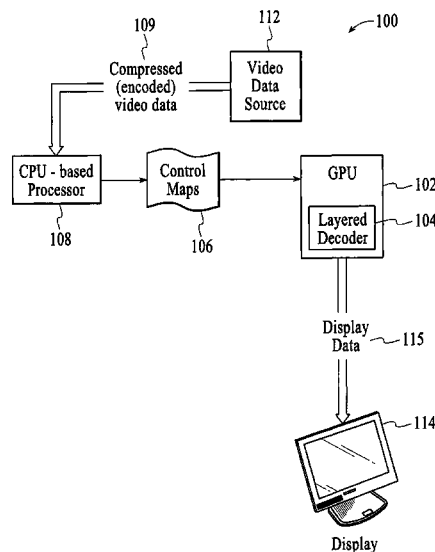 109
112
100
Compressed
(encoded)
video data
Video
Data
Source
CPU - based
Processor
108
Control
Maps
106
GPU
102
Layered
Decoder
104
Display
Data
115
114
Display